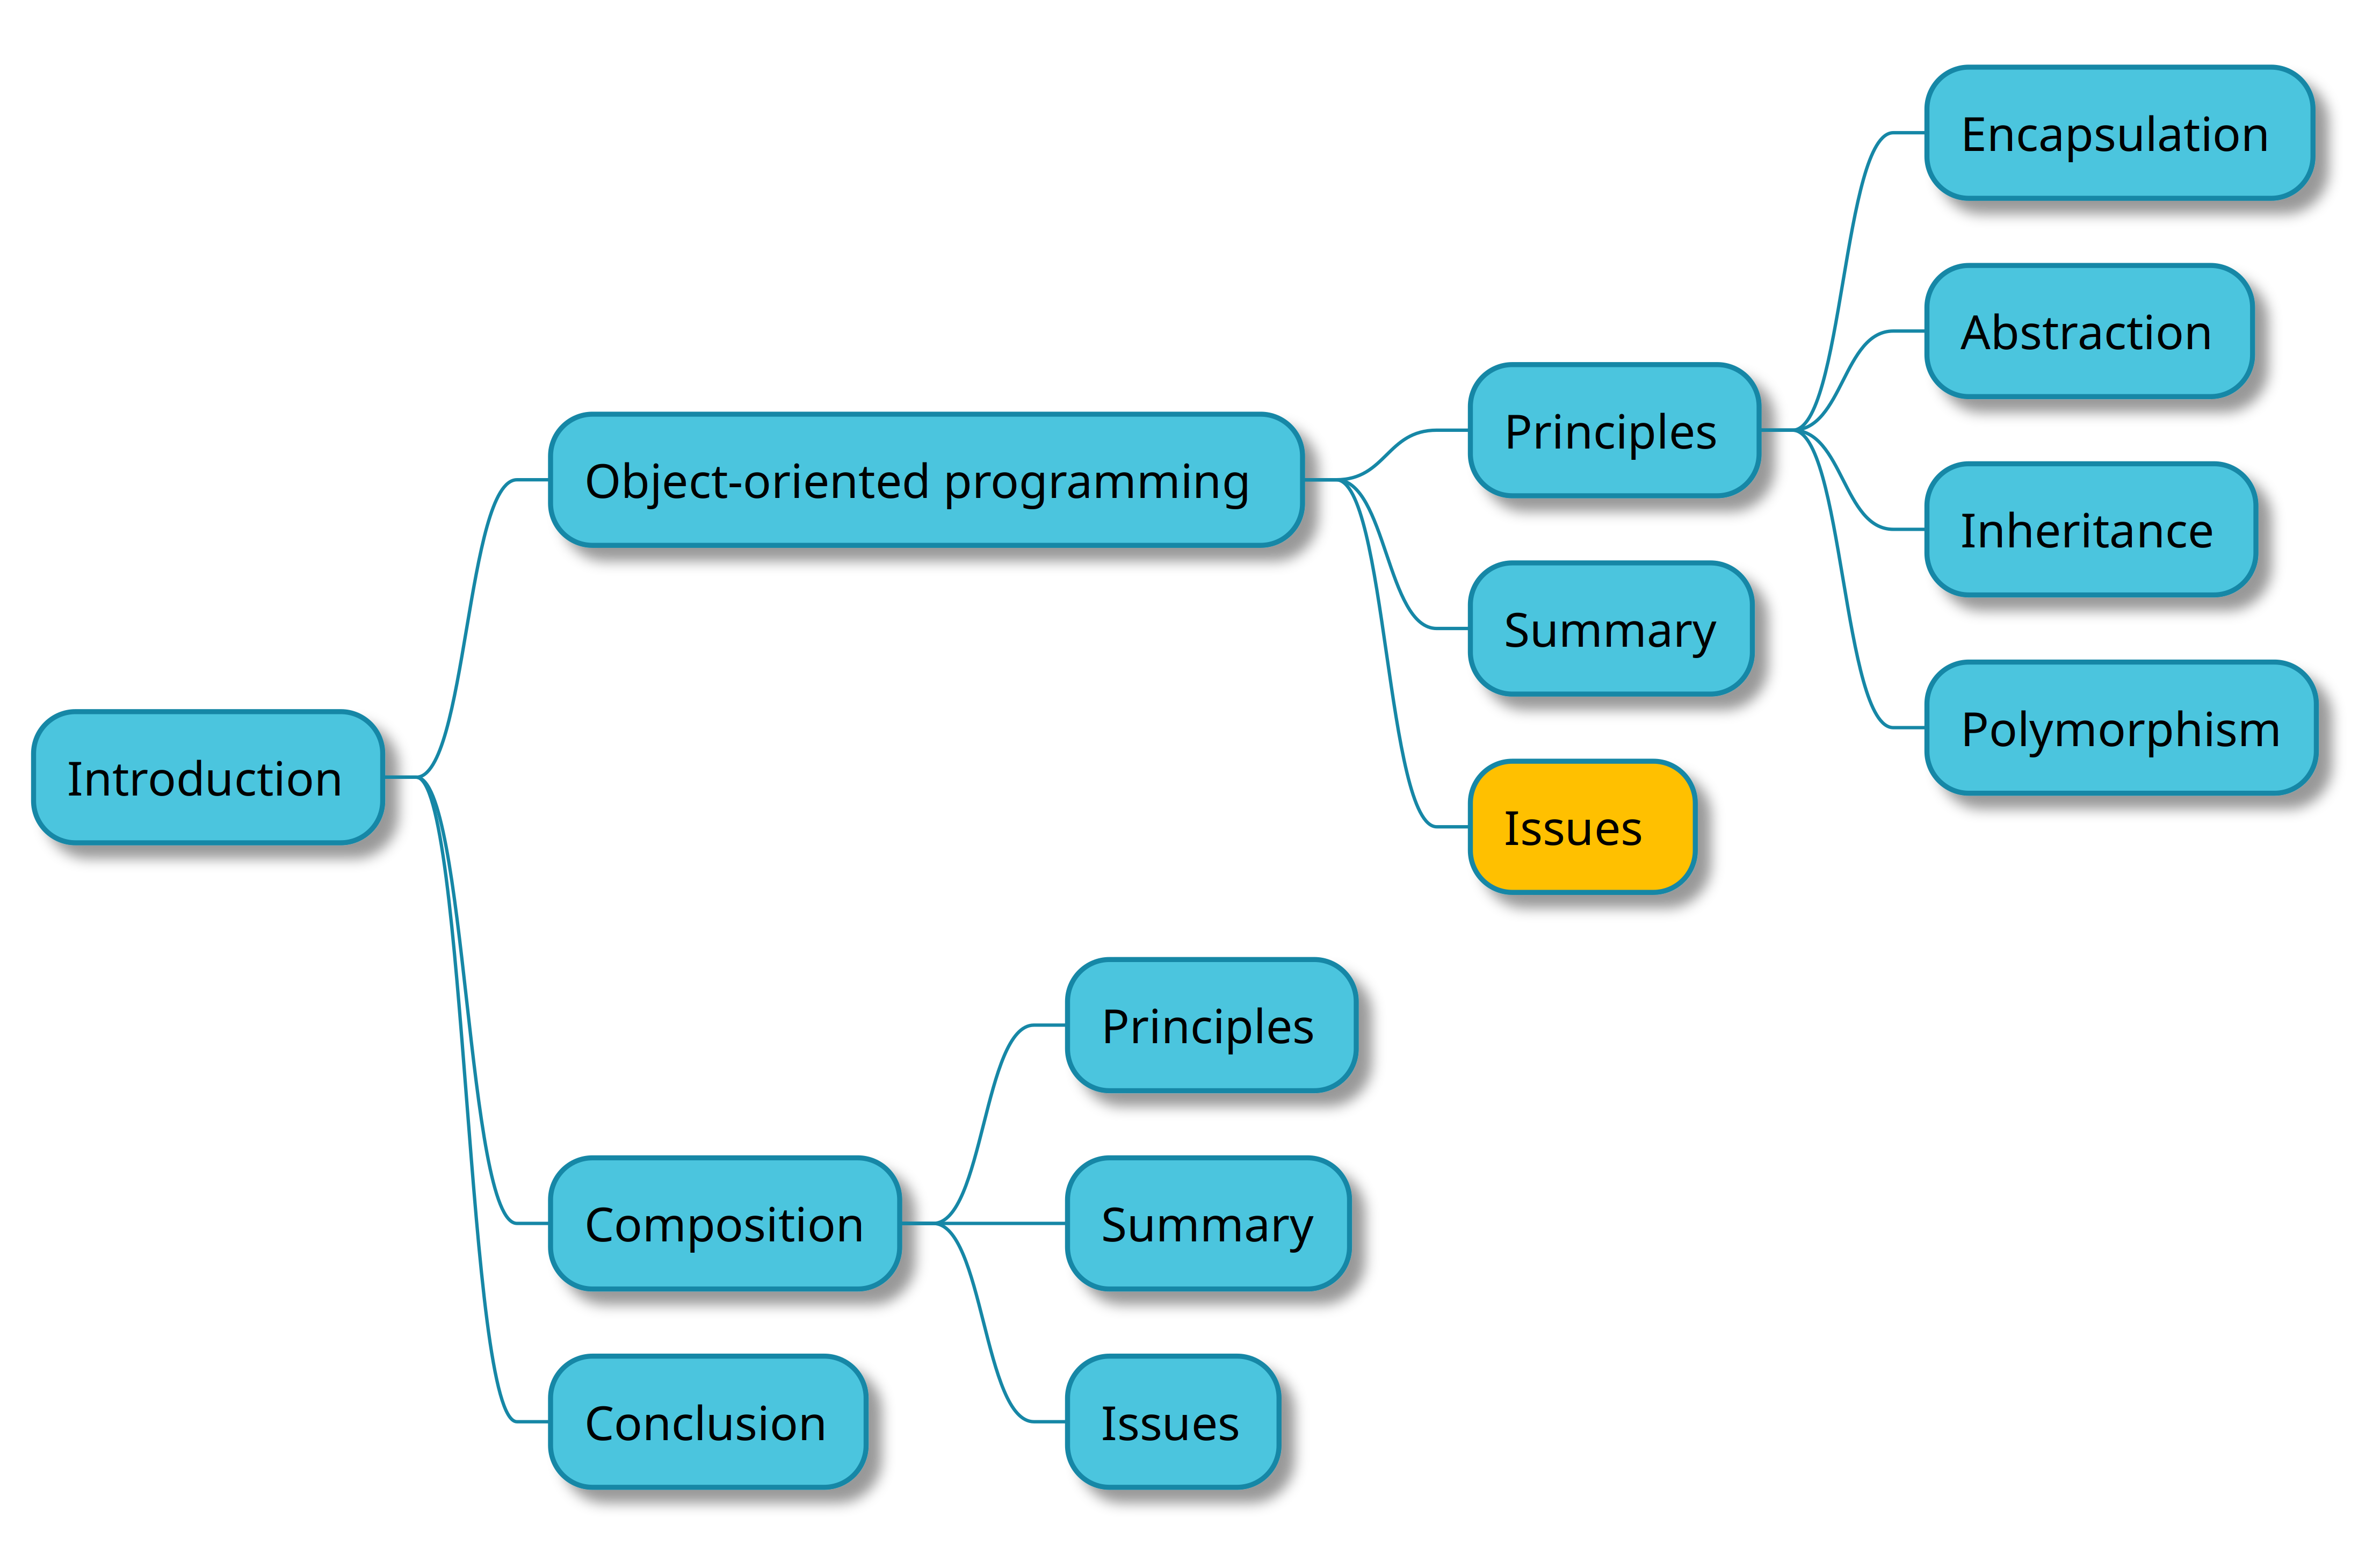 Introduction
Object-oriented programming
Principles
Encapsulation
Abstraction
Inheritance
Polymorphism
Summary
Issues
Composition
Principles
Summary
Issues
Conclusion